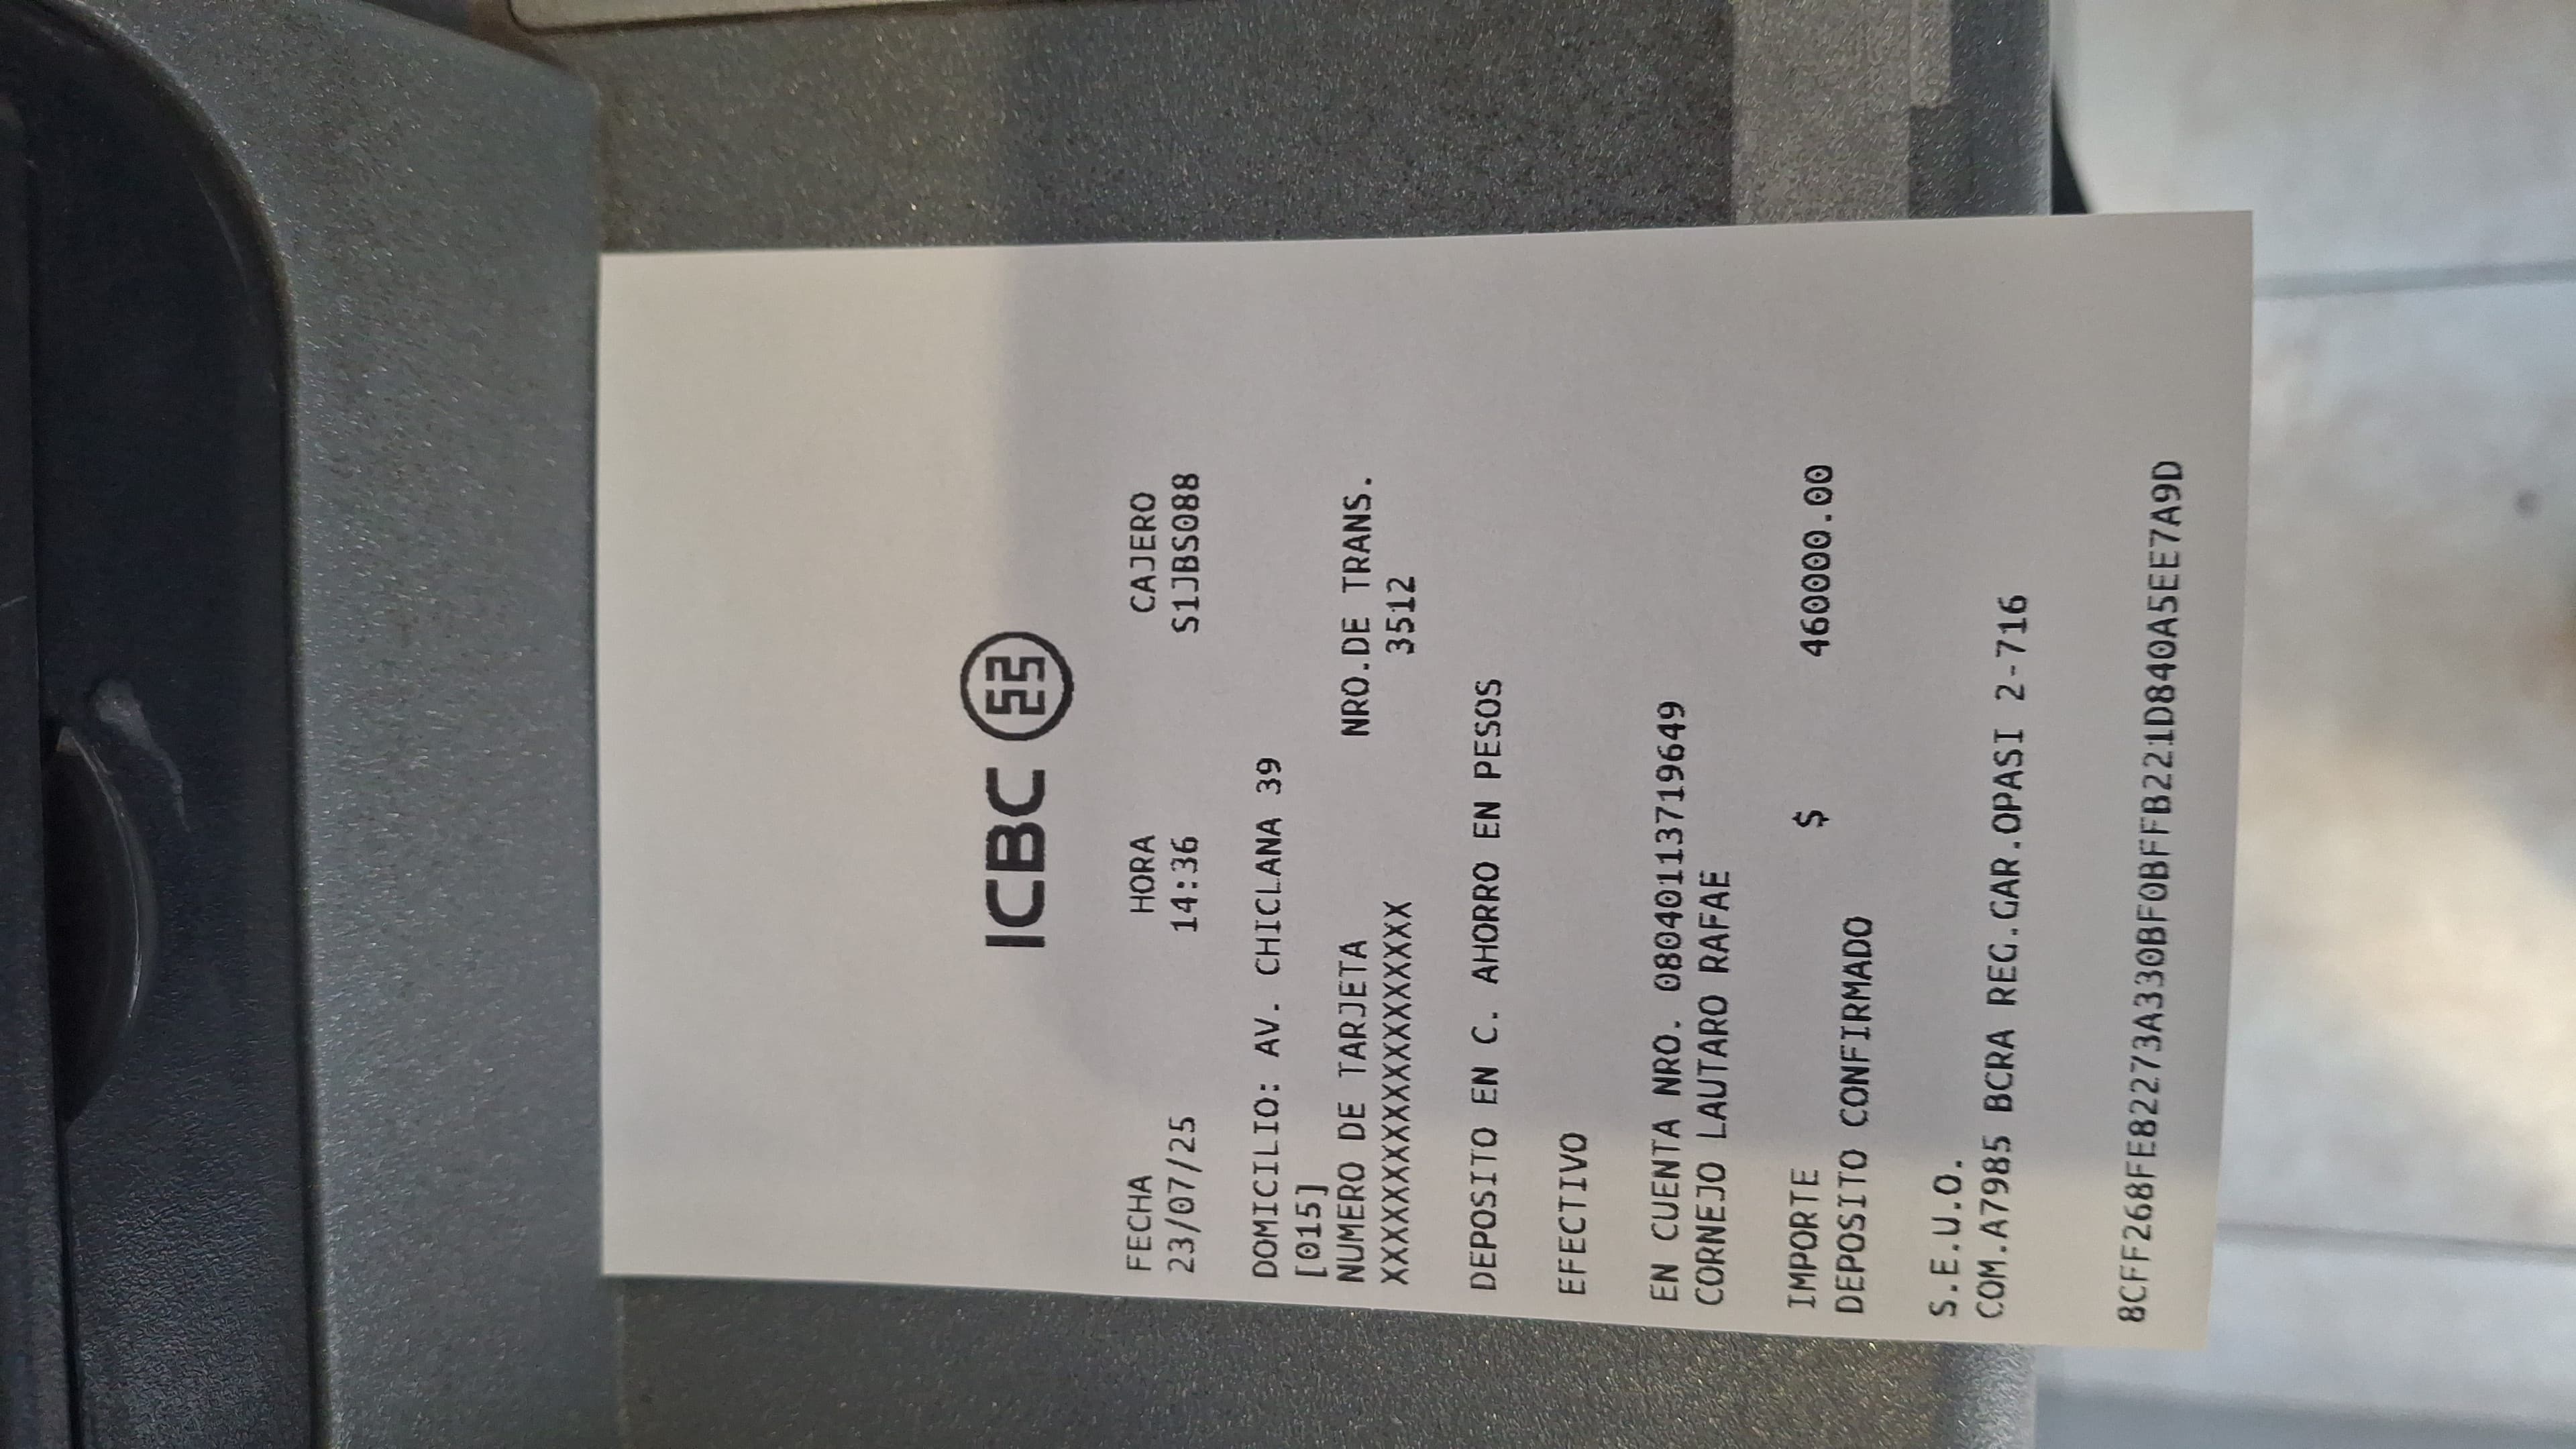 ICBC
FECHA HORA CAJERO
23/07/25 14:36 S1JBS088
DOMICILIO: AV. CHICLANA 39
[015]
NUMERO DE TARJETA NRO.DE TRANS.
XXXXXXXXXXXXXXXXXXX 3512
DEPOSITO EN C. AHORRO EN PESOS
EFECTIVO
EN CUENTA NRO. 08040113719649
CORNEJO LAUTARO RAFAE
IMPORTE $ 460000.00
DEPOSITO CONFIRMADO
S.E.U.O.
COM.A7985 BCRA REG.GAR.OPASI 2-716
8CFF268FE82273A330BF0BFFB221D840A5EE7A9D